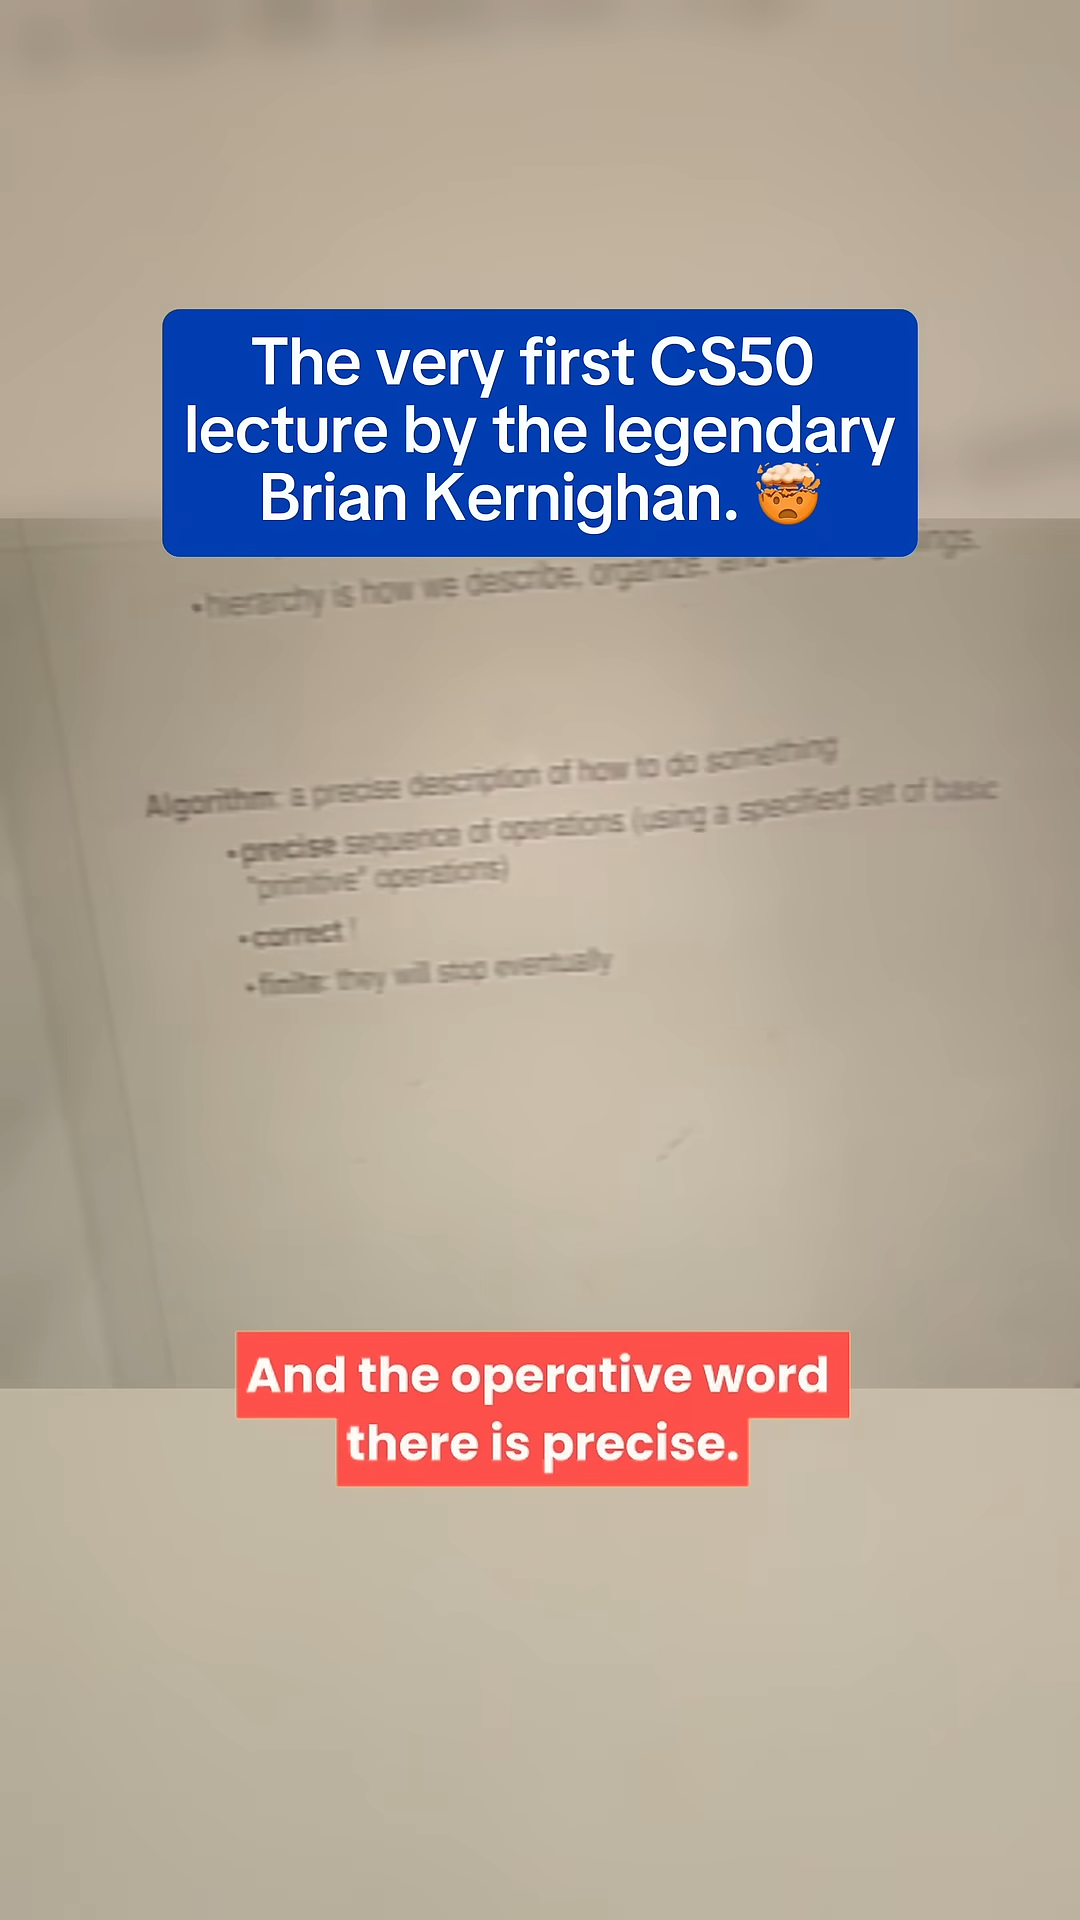 The very first CS50
lecture by the legendary
Brian Kernighan. 🤯
•hierarchy is how we describe, organize, and
Algorithm: a precise description of how to do something
•precise sequence of operations (using a specified set of basic
"primitive" operations)
•correct !
•finite: they will stop eventually
And the operative word
there is precise.